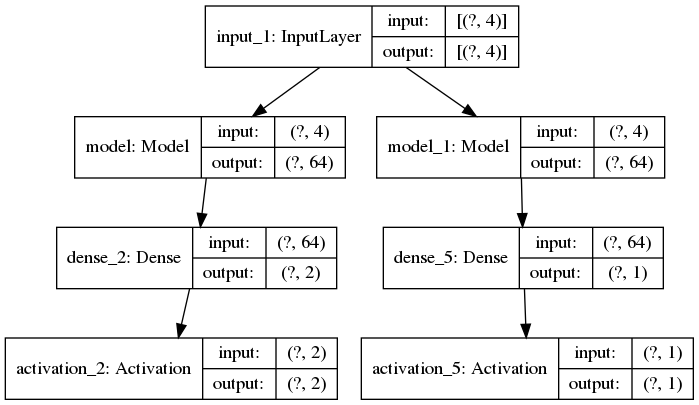 input_1: InputLayer
input: [(?, 4)]
output: [(?, 4)]
model: Model
input: (?, 4)
output: (?, 64)
model_1: Model
input: (?, 4)
output: (?, 64)
dense_2: Dense
input: (?, 64)
output: (?, 2)
dense_5: Dense
input: (?, 64)
output: (?, 1)
activation_2: Activation
input: (?, 2)
output: (?, 2)
activation_5: Activation
input: (?, 1)
output: (?, 1)